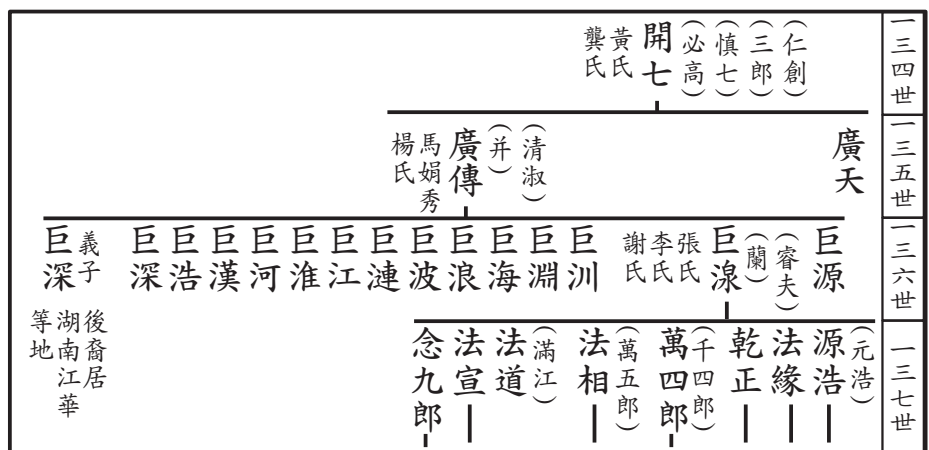 一三四世
（仁創）
（三郎）
（慎七）
（必高）
開七
黃氏
龔氏
一三五世
廣天
（清淑）
（并）
廣傳
馬娟秀
楊氏
一三六世
巨源
（睿夫）
（蘭）
巨湶
張氏
李氏
謝氏
巨汌
巨淵
巨海
巨浪
巨波
巨連
巨江
巨淮
巨河
巨漢
巨浩
巨深
義子
巨深
後裔居
湖南江華
等地
一三七世
（元浩）
源浩
法緣
乾正
（千四郎）
萬四郎
（萬五郎）
法相
（滿江）
法道
法宣
念九郎